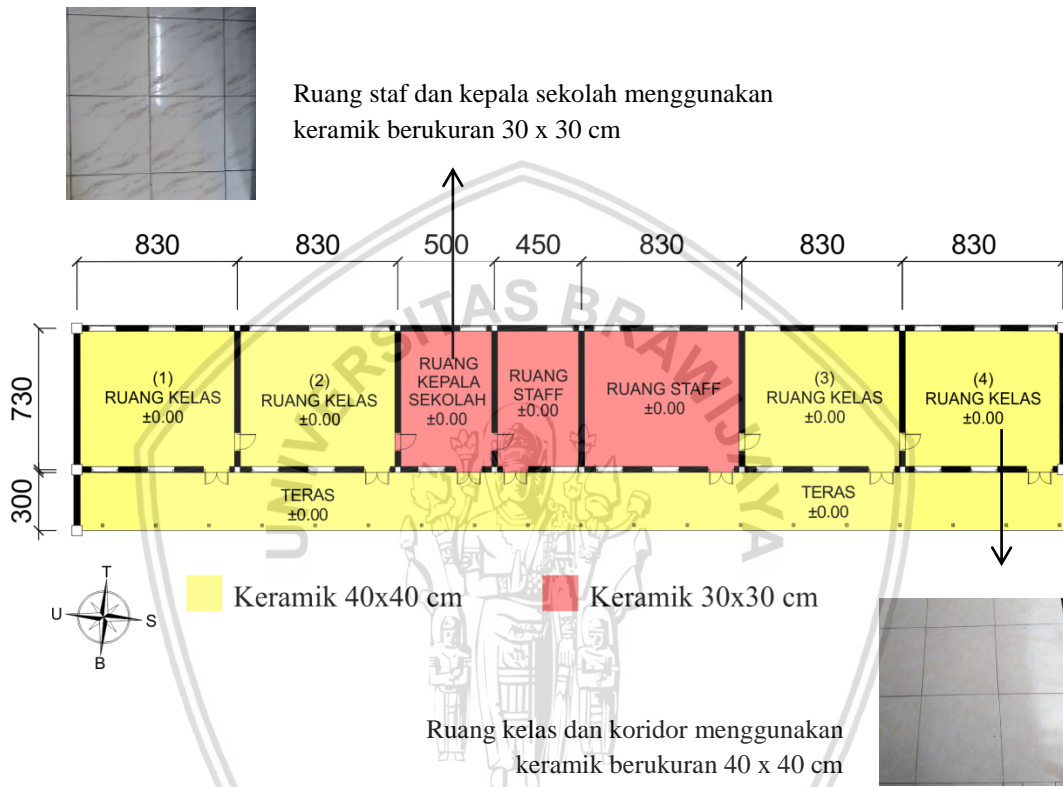 Ruang staf dan kepala sekolah menggunakan
keramik berukuran 30 x 30 cm
830 830 500 450 830 830 830
UNIVERSITAS BRAWIJAYA
730
300
(1)
RUANG KELAS
±0.00
(2)
RUANG KELAS
±0.00
RUANG
KEPALA
SEKOLAH
±0.00
RUANG
STAFF
±0.00
RUANG STAFF
±0.00
(3)
RUANG KELAS
±0.00
(4)
RUANG KELAS
±0.00
TERAS
±0.00
TERAS
±0.00
T
U S
B
Keramik 40x40 cm
Keramik 30x30 cm
Ruang kelas dan koridor menggunakan
keramik berukuran 40 x 40 cm